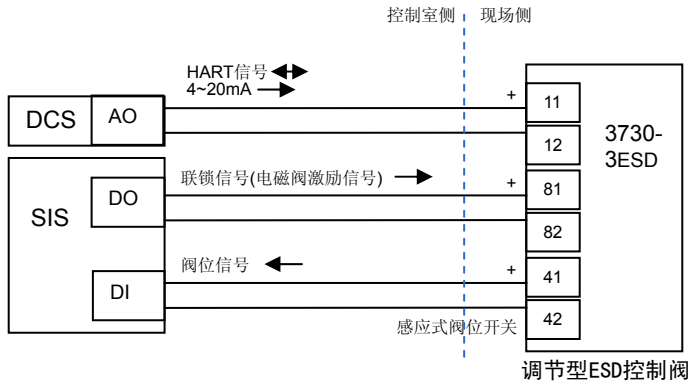 控制室侧 现场侧
HART信号
4~20mA
DCS AO
+ 11
12
3730-
3ESD
联锁信号(电磁阀激励信号)
SIS DO
+ 81
82
阀位信号
DI
+ 41
42
感应式阀位开关
调节型ESD控制阀